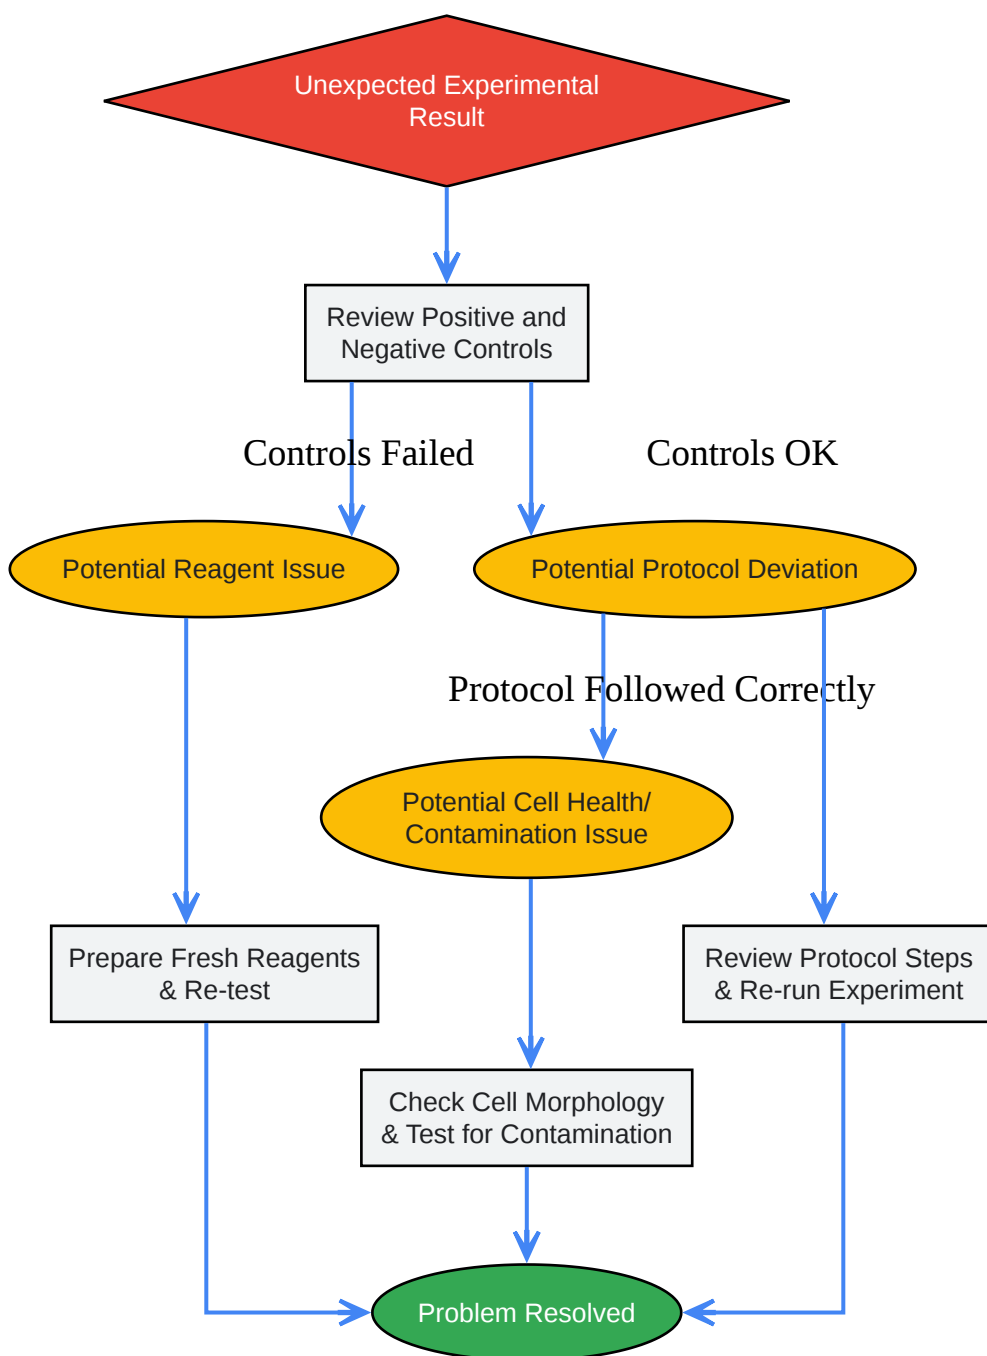 Unexpected Experimental
Result
Review Positive and
Negative Controls
Controls Failed
Controls OK
Potential Reagent Issue
Potential Protocol Deviation
Protocol Followed Correctly
Potential Cell Health/
Contamination Issue
Prepare Fresh Reagents
& Re-test
Review Protocol Steps
& Re-run Experiment
Check Cell Morphology
& Test for Contamination
Problem Resolved